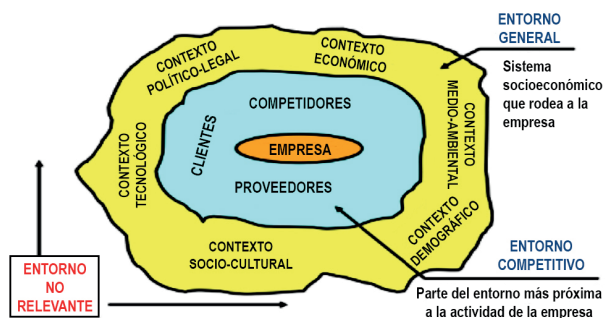 ENTORNO
GENERAL
Sistema
socioeconómico
que rodea a la
empresa
CONTEXTO
POLÍTICO-LEGAL
CONTEXTO
ECONÓMICO
CONTEXTO
MEDIO-AMBIENTAL
CONTEXTO
DEMOGRÁFICO
CONTEXTO
SOCIO-CULTURAL
CONTEXTO
TECNOLÓGICO
COMPETIDORES
CLIENTES
EMPRESA
PROVEEDORES
ENTORNO
COMPETITIVO
Parte del entorno más próxima
a la actividad de la empresa
ENTORNO
NO
RELEVANTE